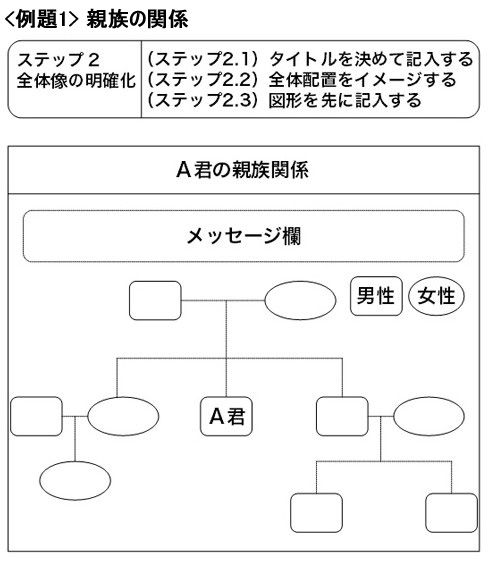 <例題1> 親族の関係
ステップ2
全体像の明確化
(ステップ2.1) タイトルを決めて記入する
(ステップ2.2) 全体配置をイメージする
(ステップ2.3) 図形を先に記入する
A君の親族関係
メッセージ欄
男性
女性
A君